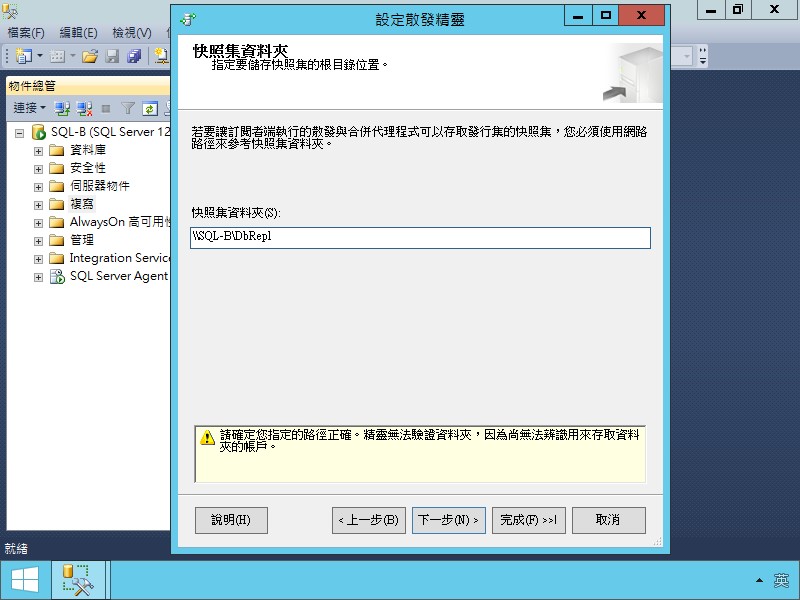 設定散發精靈
檔案(F) 編輯(E) 檢視(V)
快照集資料夾
指定要儲存快照集的根目錄位置。
物件總管
連接
SQL-B (SQL Server 12
資料庫
安全性
伺服器物件
複寫
AlwaysOn 高可用性
管理
Integration Service
SQL Server Agent
若要讓訂閱者端執行的散發與合併代理程式可以存取發行集的快照集，您必須使用網路
路徑來參考快照集資料夾。
快照集資料夾(S):
\\SQL-B\DbRepl
請確定您指定的路徑正確。精靈無法驗證資料夾，因為尚無法辨識用來存取資料
夾的帳戶。
說明(H) < 上一步(B) 下一步(N) > 完成(F) >>| 取消
就緒
英